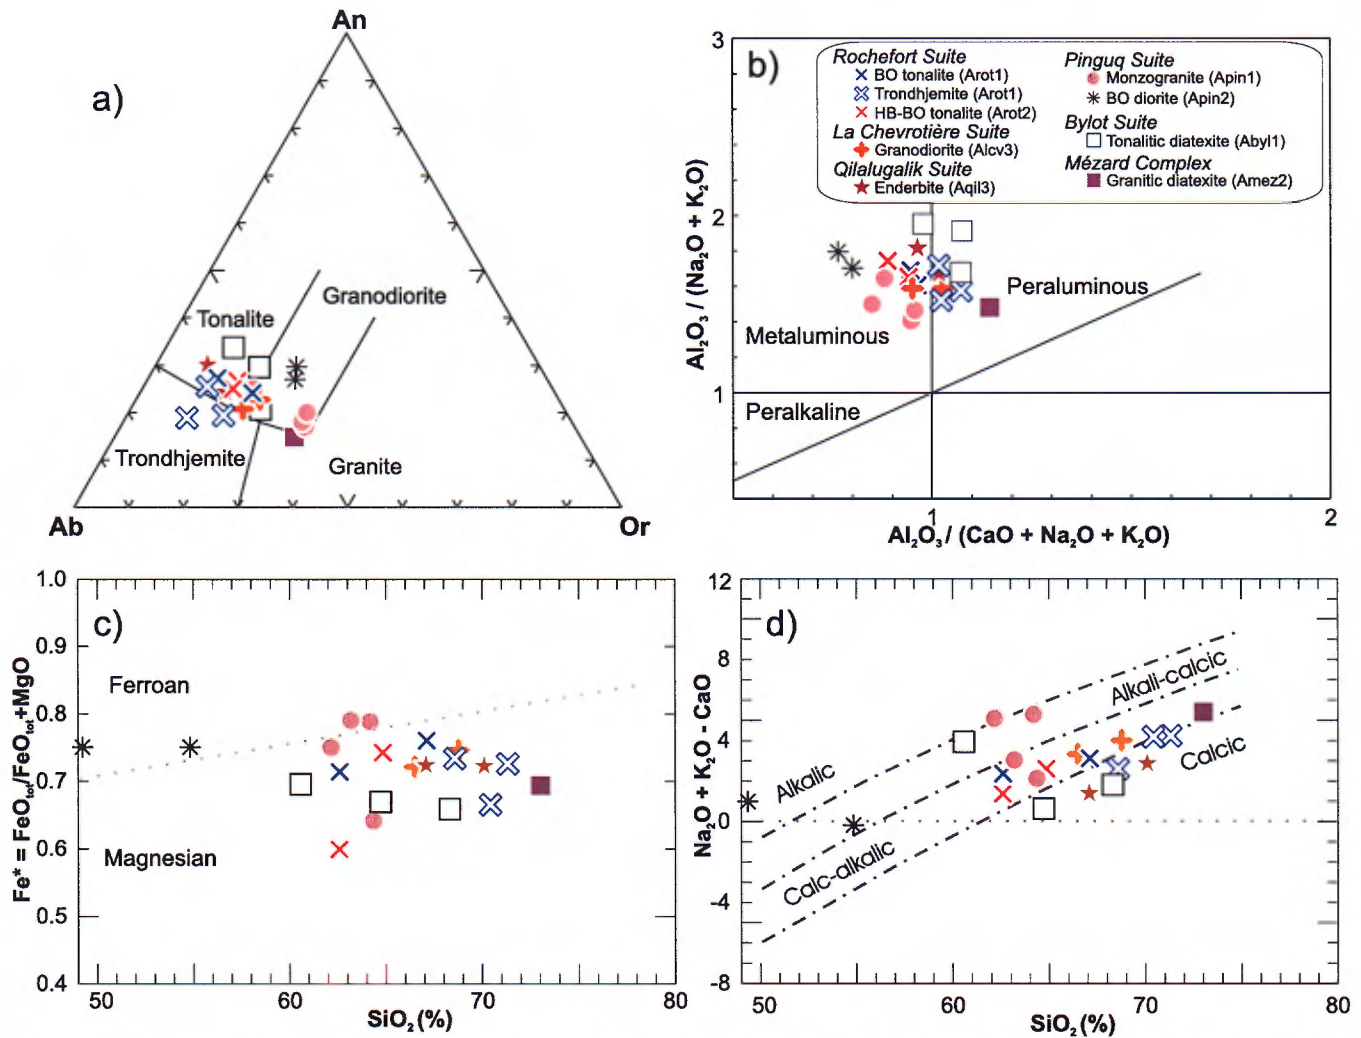 a)
An
Granodiorite
Tonalite
Trondhjemite
Granite
Ab
Or
b)
3
2
1
Al₂O₃ / (Na₂O + K₂O)
Rochefort Suite
BO tonalite (Arot1)
Trondhjemite (Arot1)
HB-BO tonalite (Arot2)
La Chevrotière Suite
Granodiorite (Alcv3)
Qilalugalik Suite
Enderbite (Aqil3)
Pinguq Suite
Monzogranite (Apin1)
BO diorite (Apin2)
Bylot Suite
Tonalitic diatexite (Abyl1)
Mézard Complex
Granitic diatexite (Amez2)
Peraluminous
Metaluminous
Peralkaline
1
2
Al₂O₃ / (CaO + Na₂O + K₂O)
c)
1.0
0.9
0.8
0.7
0.6
0.5
0.4
Fe* = FeOtot/FeOtot+MgO
Ferroan
Magnesian
50
60
70
80
SiO₂ (%)
d)
12
8
4
0
-4
-8
Na₂O + K₂O - CaO
Alkali-calcic
Alkalic
Calcic
Calc-alkalic
50
60
70
80
SiO₂ (%)